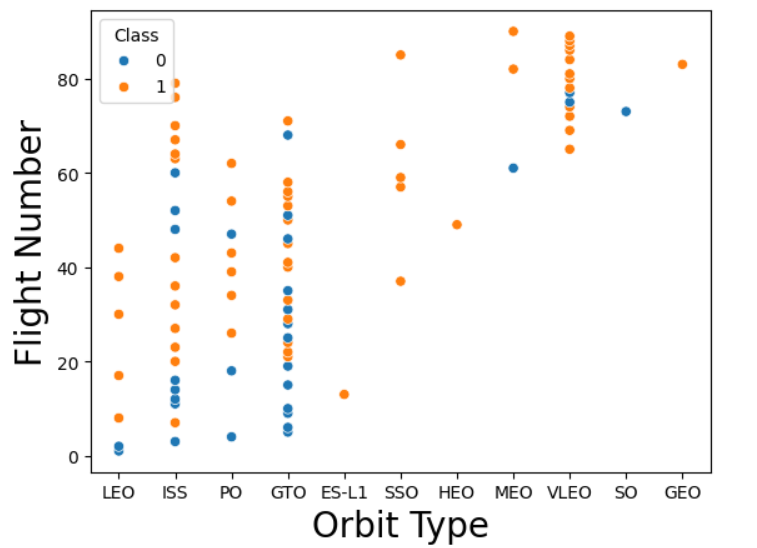 Class
0
1
80
60
40
20
0
Flight Number
LEO ISS PO GTO ES-L1 SSO HEO MEO VLEO SO GEO
Orbit Type